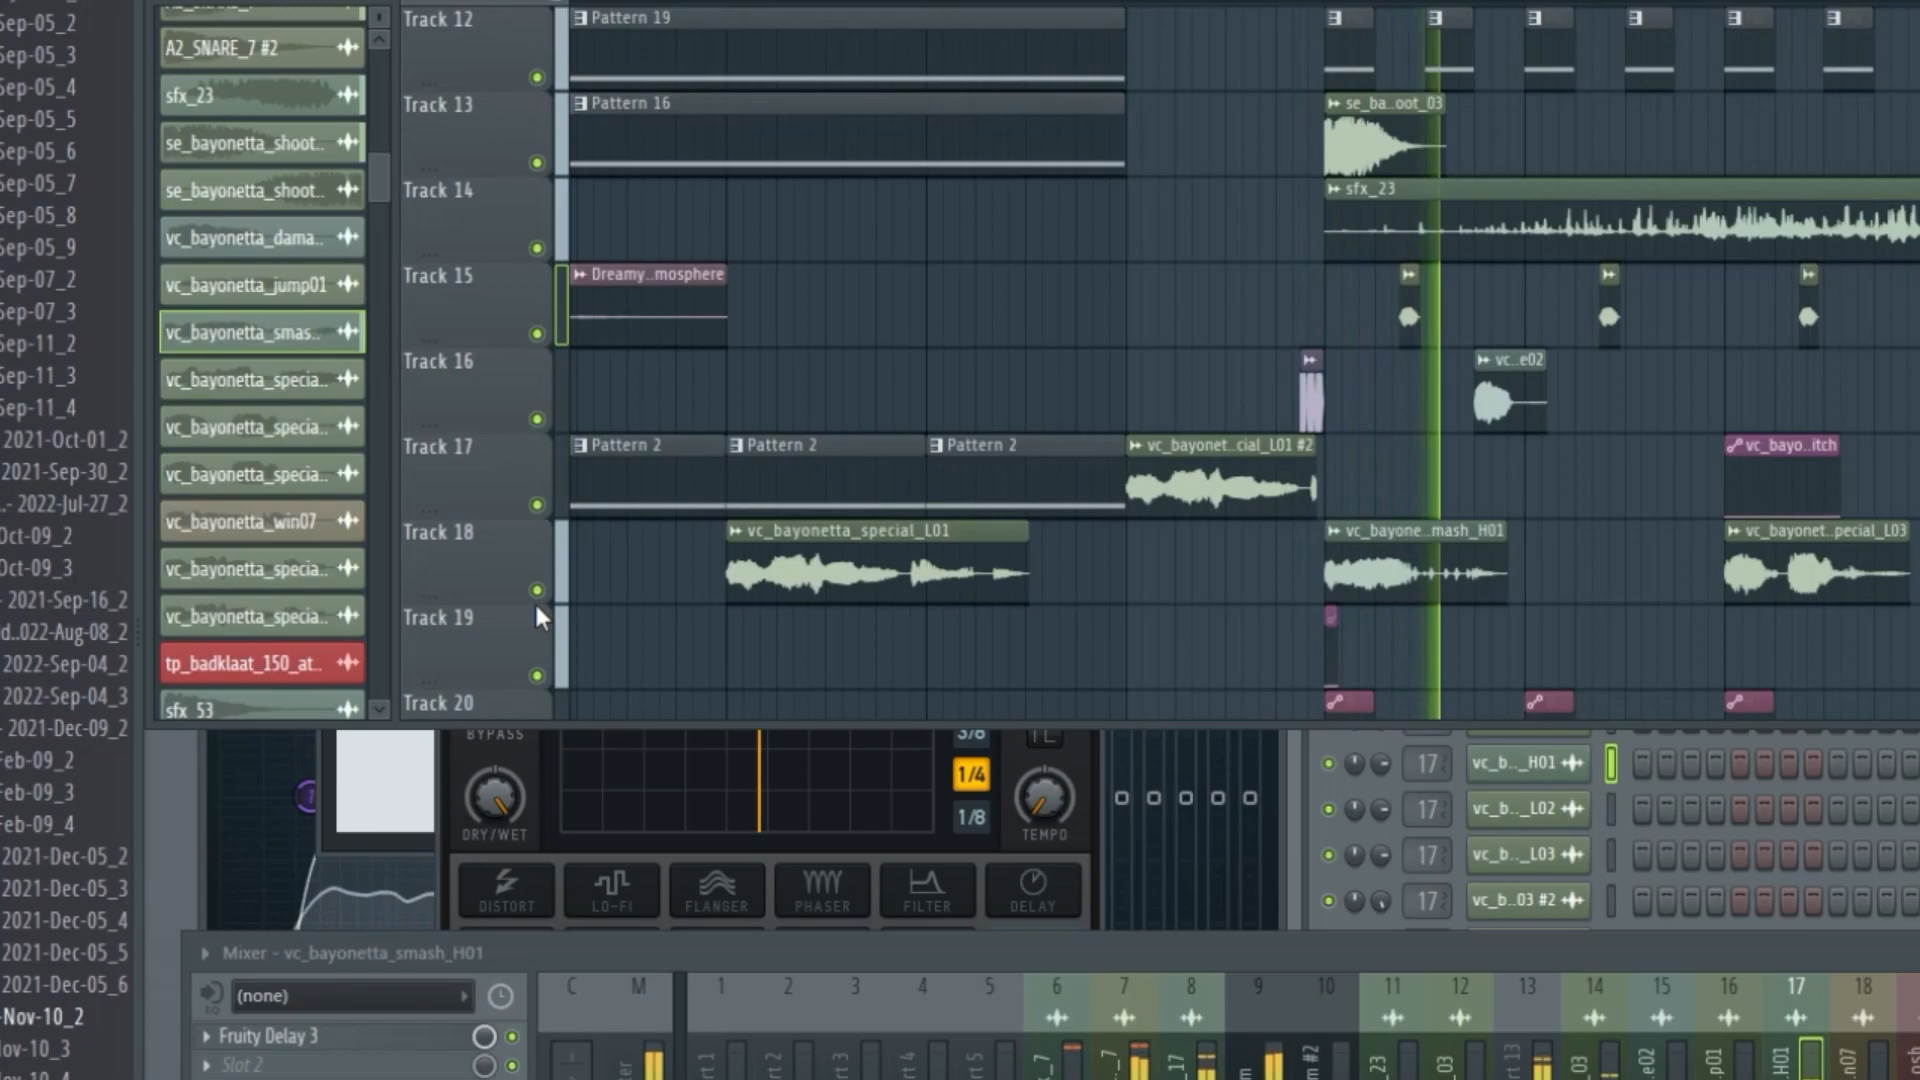 Sep-05_2
Sep-05_3
Sep-05_4
Sep-05_5
Sep-05_6
Sep-05_7
Sep-05_8
Sep-05_9
Sep-07_2
Sep-07_3
Sep-11_2
Sep-11_3
Sep-11_4
2021-Oct-01_2
2021-Sep-30_2
..- 2022-Jul-27_2
Oct-09_2
Oct-09_3
- 2021-Sep-16_2
d..022-Aug-08_2
2022-Sep-04_2
2022-Sep-04_3
- 2021-Dec-09_2
Feb-09_2
Feb-09_3
Feb-09_4
2021-Dec-05_2
2021-Dec-05_3
2021-Dec-05_4
2021-Dec-05_5
2021-Dec-05_6
-Nov-10_2
ov-10_3
A2_SNARE_7 #2
sfx_23
se_bayonetta_shoot..
se_bayonetta_shoot..
vc_bayonetta_dama..
vc_bayonetta_jump01
vc_bayonetta_smas..
vc_bayonetta_specia..
vc_bayonetta_specia..
vc_bayonetta_specia..
vc_bayonetta_win07
vc_bayonetta_specia..
vc_bayonetta_specia..
tp_badklaat_150_at..
sfx_53
Track 12
Pattern 19
Track 13
Pattern 16
se_ba..oot_03
Track 14
sfx_23
Track 15
Dreamy..mosphere
Track 16
vc..e02
Track 17
Pattern 2
Pattern 2
Pattern 2
vc_bayonet..cial_L01 #2
vc_bayo..itch
Track 18
vc_bayonetta_special_L01
vc_bayone..mash_H01
vc_bayonet..pecial_L03
Track 19
Track 20
BYPASS
DRY/WET
3/8
1/4
1/8
TEMPO
DISTORT
LO-FI
FLANGER
PHASER
FILTER
DELAY
17 vc_b.._H01
17 vc_b.._L02
17 vc_b.._L03
17 vc_b..03 #2
Mixer - vc_bayonetta_smash_H01
(none)
Fruity Delay 3
Slot 2
C M 1 2 3 4 5 6 7 8 9 10 11 12 13 14 15 16 17 18